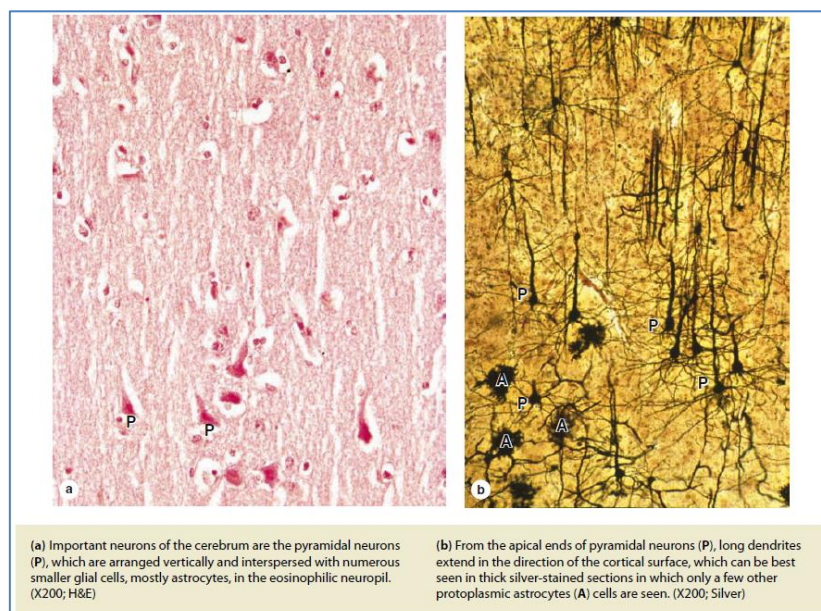 P
P
a
P
P
P
P
A
A
A
b
(a) Important neurons of the cerebrum are the pyramidal neurons
(P), which are arranged vertically and interspersed with numerous
smaller glial cells, mostly astrocytes, in the eosinophilic neuropil.
(X200; H&E)
(b) From the apical ends of pyramidal neurons (P), long dendrites
extend in the direction of the cortical surface, which can be best
seen in thick silver-stained sections in which only a few other
protoplasmic astrocytes (A) cells are seen. (X200; Silver)